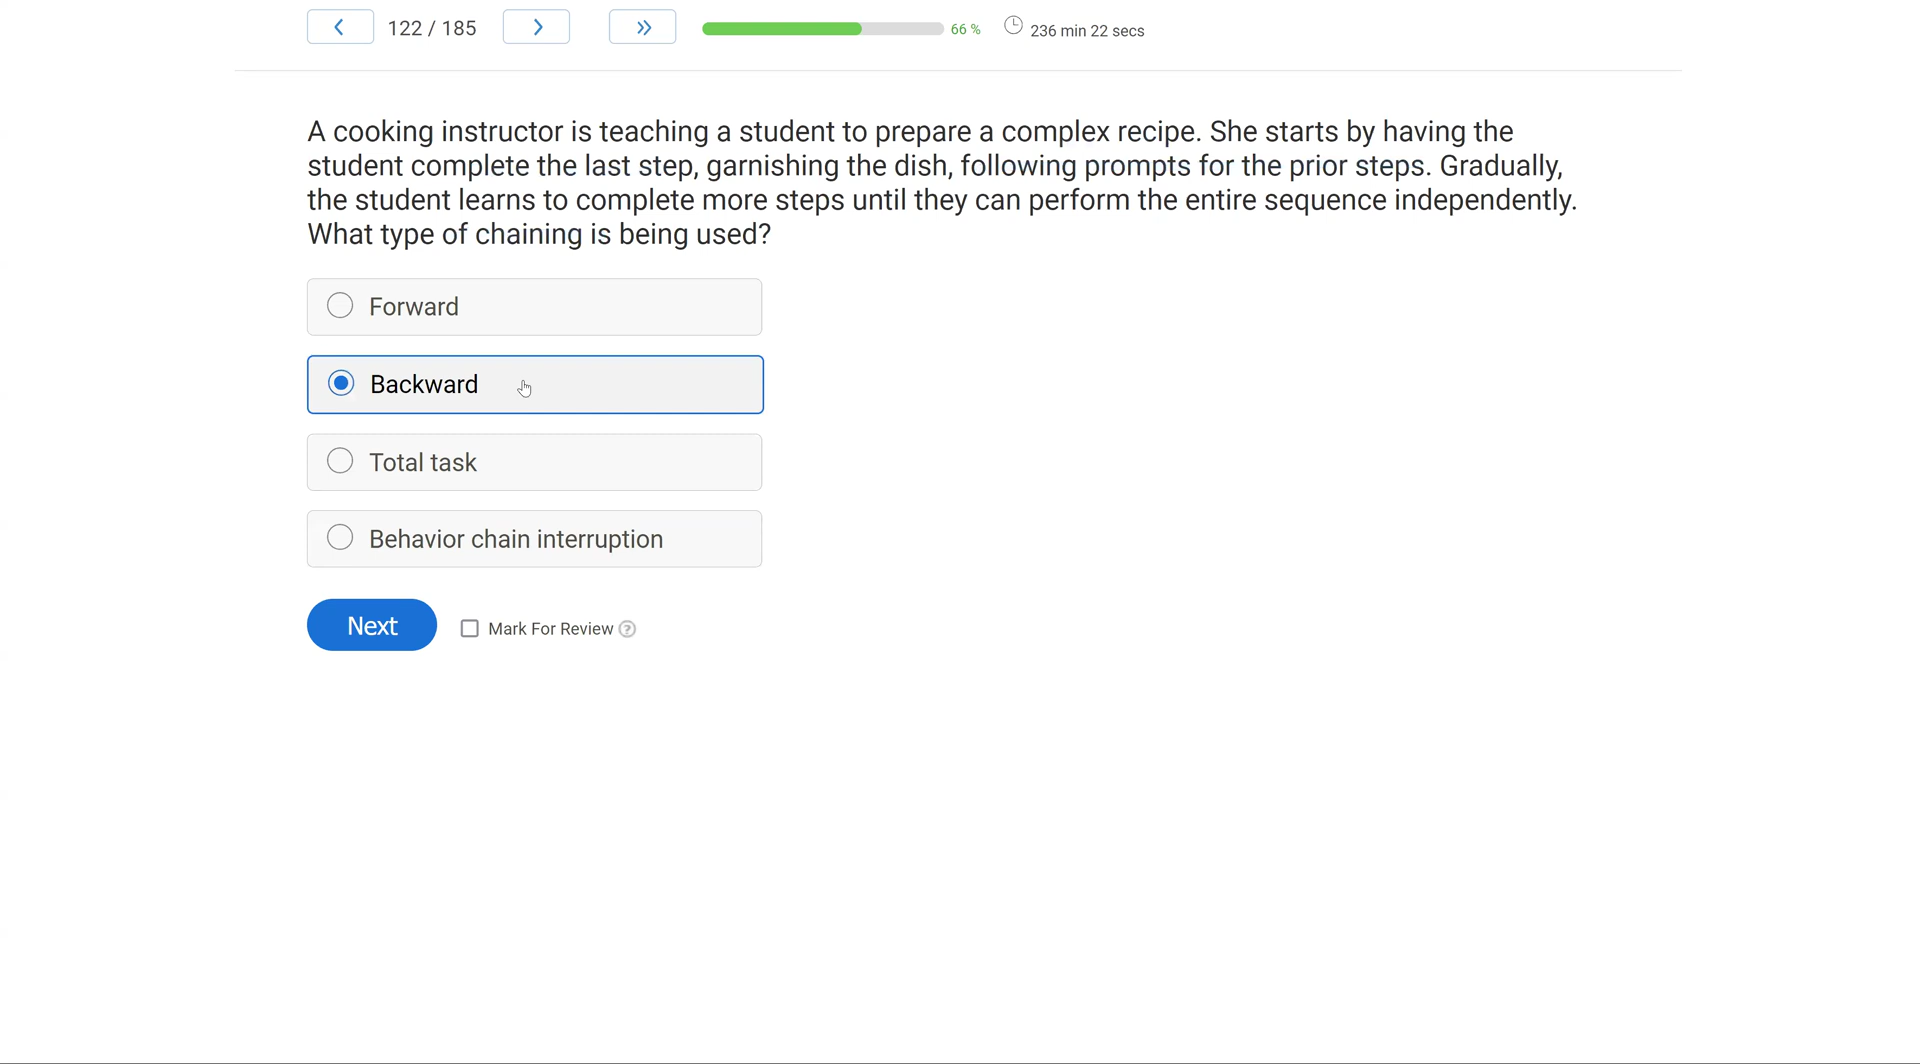 122 / 185
66 %
236 min 22 secs
A cooking instructor is teaching a student to prepare a complex recipe. She starts by having the
student complete the last step, garnishing the dish, following prompts for the prior steps. Gradually,
the student learns to complete more steps until they can perform the entire sequence independently.
What type of chaining is being used?
Forward
Backward
Total task
Behavior chain interruption
Next
Mark For Review ?